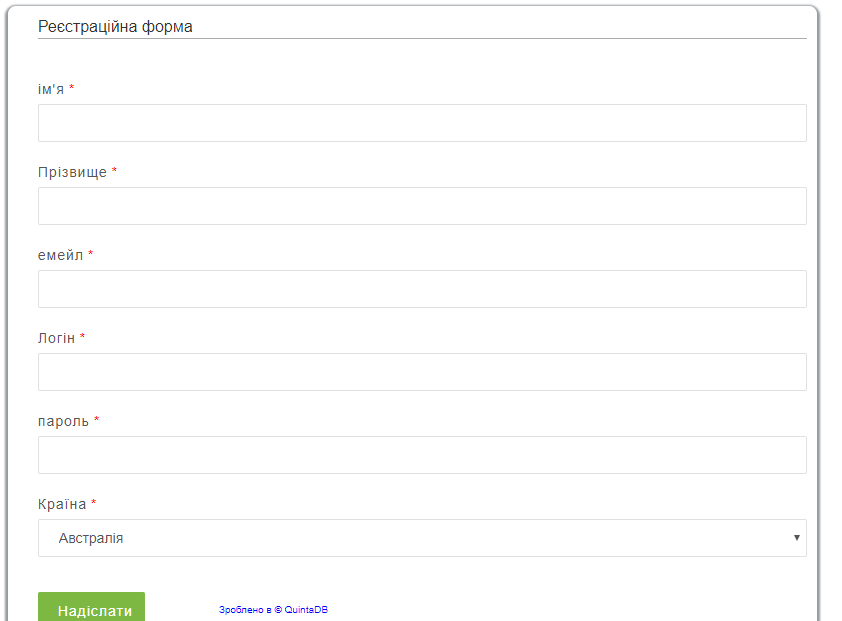 Реєстраційна форма
ім'я *
Прізвище *
емейл *
Логін *
пароль *
Країна *
Австралія
Надіслати
Зроблено в © QuintaDB